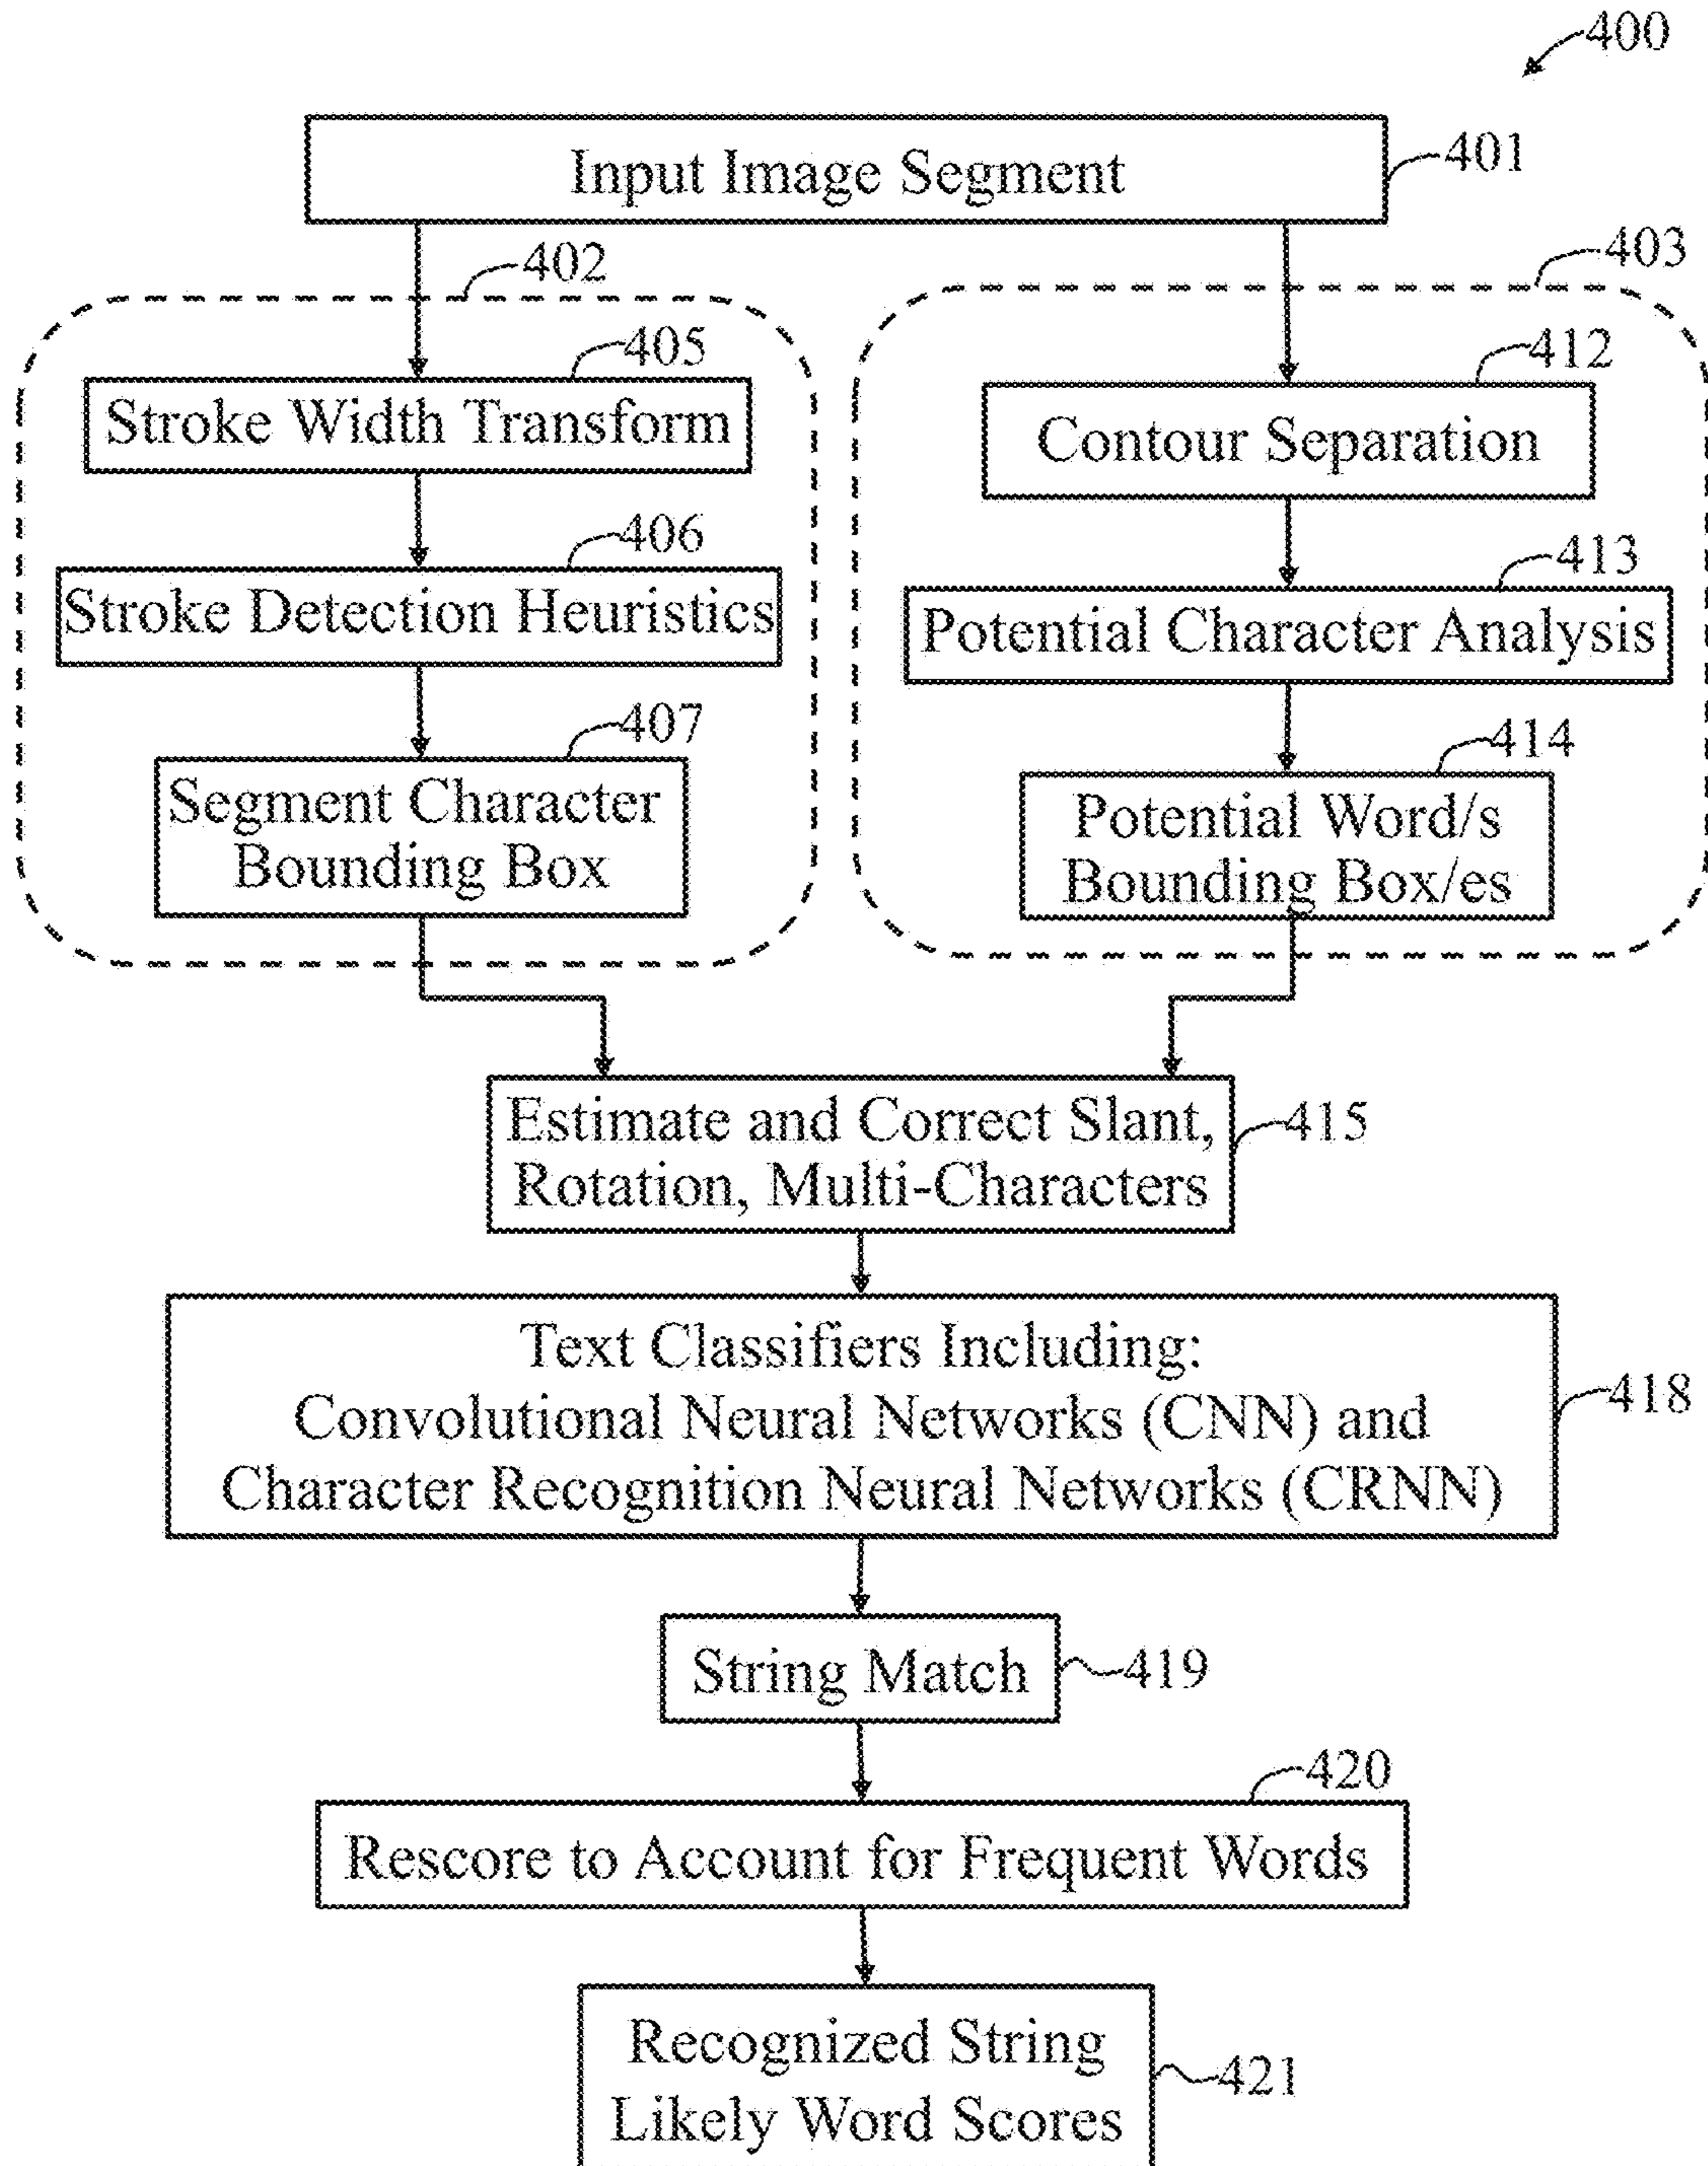 400
Input Image Segment
401
402
403
405
Stroke Width Transform
412
Contour Separation
406
Stroke Detection Heuristics
413
Potential Character Analysis
407
Segment Character
Bounding Box
414
Potential Word/s
Bounding Box/es
Estimate and Correct Slant,
Rotation, Multi-Characters
415
Text Classifiers Including:
Convolutional Neural Networks (CNN) and
Character Recognition Neural Networks (CRNN)
418
String Match
419
420
Rescore to Account for Frequent Words
Recognized String
Likely Word Scores
421